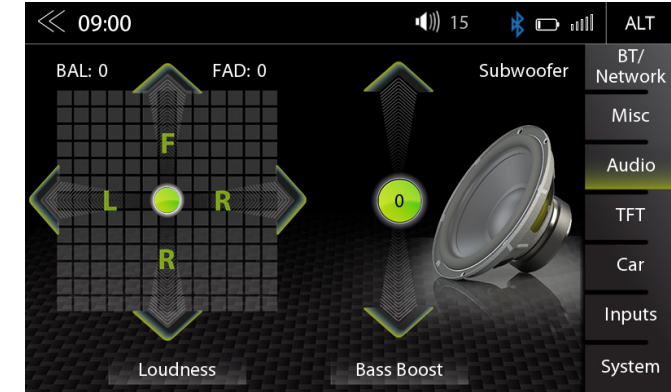 09:00
15
ALT
BAL: 0
FAD: 0
Subwoofer
BT/
Network
Misc
F
Audio
L
R
0
TFT
R
Car
Inputs
Loudness
Bass Boost
System